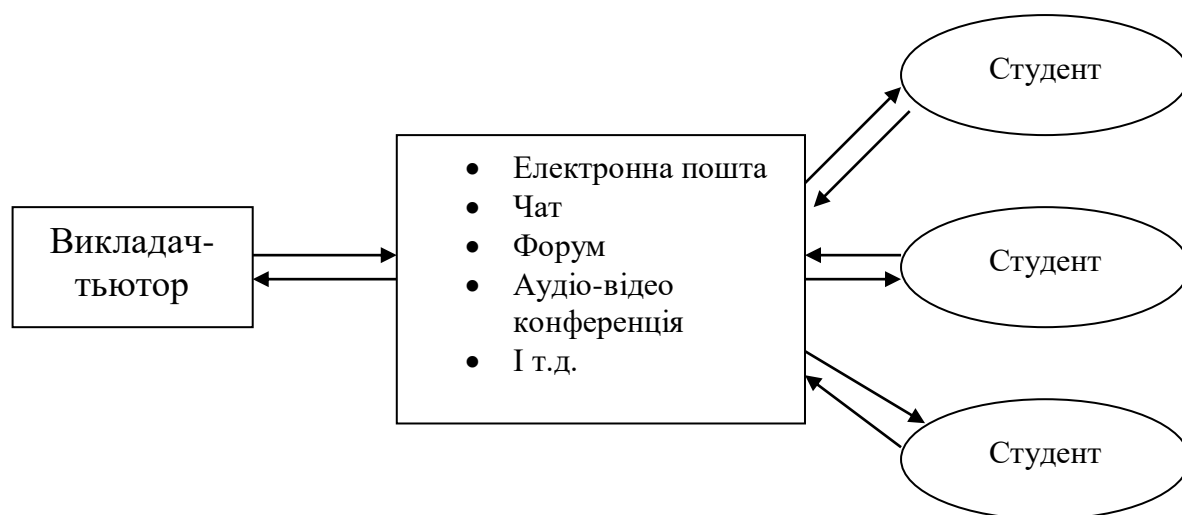 Викладач-
тьютор
• Електронна пошта
• Чат
• Форум
• Аудіо-відео
конференція
• І т.д.
Студент
Студент
Студент